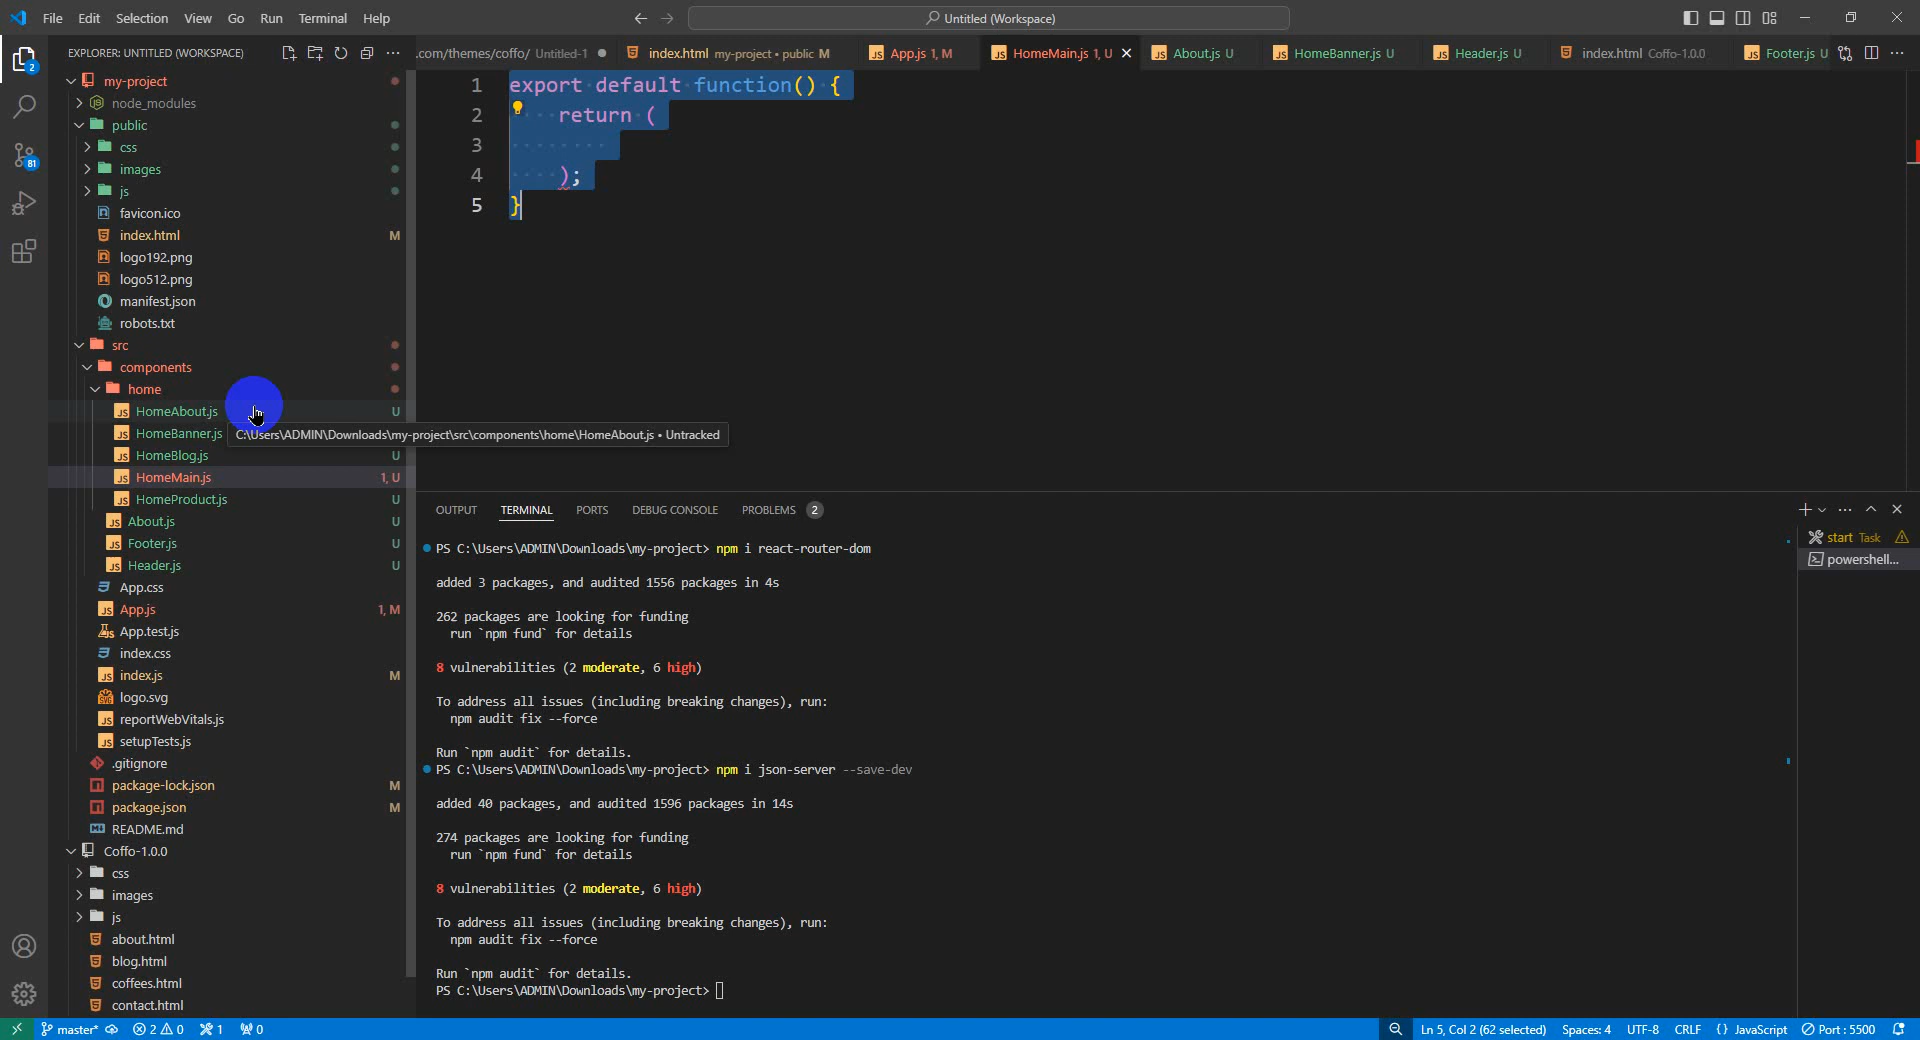 File Edit Selection View Go Run Terminal Help
Untitled (Workspace)
EXPLORER: UNTITLED (WORKSPACE)
.com/themes/coffo/ Untitled-1
index.html my-project • public M
App.js 1, M
HomeMain.js 1, U
About.js U
HomeBanner.js U
Header.js U
index.html Coffo-1.0.0
Footer.js U
2
81
my-project
node_modules
public
css
images
js
favicon.ico
index.html M
logo192.png
logo512.png
manifest.json
robots.txt
src
components
home
HomeAbout.js U
HomeBanner.js
HomeBlog.js U
HomeMain.js 1, U
HomeProduct.js U
About.js U
Footer.js U
Header.js U
App.css
App.js 1, M
App.test.js
index.css
index.js M
logo.svg
reportWebVitals.js
setupTests.js
.gitignore
package-lock.json M
package.json M
README.md
Coffo-1.0.0
css
images
js
about.html
blog.html
coffees.html
contact.html
C:\Users\ADMIN\Downloads\my-project\src\components\home\HomeAbout.js • Untracked
1 export default function() {
2 return (
3
4 );
5 }
OUTPUT TERMINAL PORTS DEBUG CONSOLE PROBLEMS 2
start Task
powershell...
PS C:\Users\ADMIN\Downloads\my-project> npm i react-router-dom
added 3 packages, and audited 1556 packages in 4s
262 packages are looking for funding
run `npm fund` for details
8 vulnerabilities (2 moderate, 6 high)
To address all issues (including breaking changes), run:
npm audit fix --force
Run `npm audit` for details.
PS C:\Users\ADMIN\Downloads\my-project> npm i json-server --save-dev
added 40 packages, and audited 1596 packages in 14s
274 packages are looking for funding
run `npm fund` for details
8 vulnerabilities (2 moderate, 6 high)
To address all issues (including breaking changes), run:
npm audit fix --force
Run `npm audit` for details.
PS C:\Users\ADMIN\Downloads\my-project>
master* 2 0 1 0 Ln 5, Col 2 (62 selected) Spaces: 4 UTF-8 CRLF {} JavaScript Port : 5500